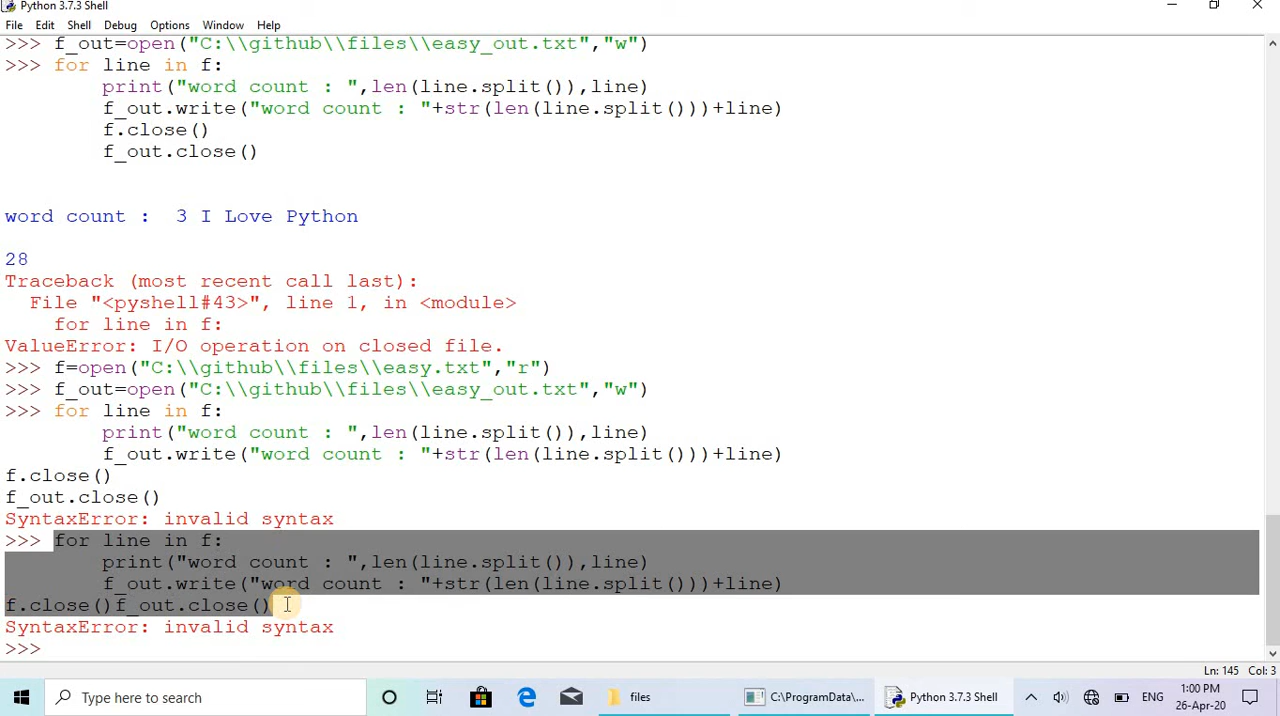 Python 3.7.3 Shell
File Edit Shell Debug Options Window Help
>>> f_out=open("C:\\github\\files\\easy_out.txt","w")
>>> for line in f:
        print("word count : ",len(line.split()),line)
        f_out.write("word count : "+str(len(line.split()))+line)
        f.close()
        f_out.close()
word count :  3 I Love Python
28
Traceback (most recent call last):
  File "<pyshell#43>", line 1, in <module>
    for line in f:
ValueError: I/O operation on closed file.
>>> f=open("C:\\github\\files\\easy.txt","r")
>>> f_out=open("C:\\github\\files\\easy_out.txt","w")
>>> for line in f:
        print("word count : ",len(line.split()),line)
        f_out.write("word count : "+str(len(line.split()))+line)
f.close()
f_out.close()
SyntaxError: invalid syntax
>>> for line in f:
        print("word count : ",len(line.split()),line)
        f_out.write("word count : "+str(len(line.split()))+line)
f.close()f_out.close()
SyntaxError: invalid syntax
>>>
Ln: 145 Col: 3
Type here to search
files
C:\ProgramData\...
Python 3.7.3 Shell
ENG
1:00 PM
26-Apr-20